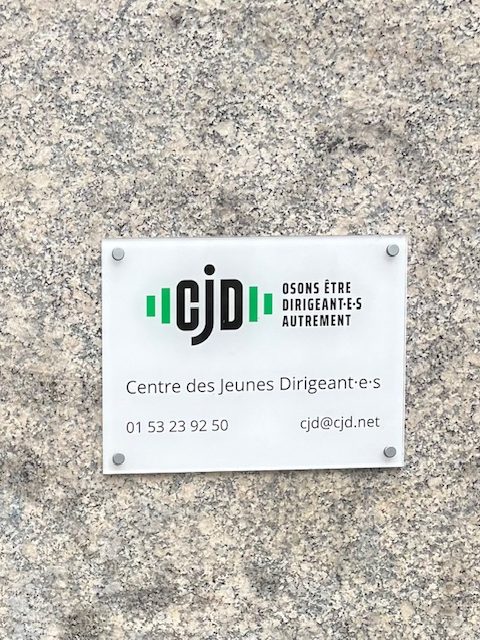 cjD
OSONS ÊTRE
DIRIGEANT·E·S
AUTREMENT
Centre des Jeunes Dirigeant·e·s
01 53 23 92 50
cjd@cjd.net